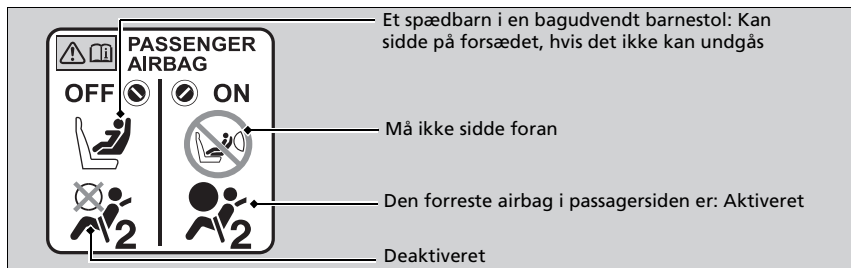 Et spædbarn i en bagudvendt barnestol: Kan
sidde på forsædet, hvis det ikke kan undgås
PASSENGER
AIRBAG
OFF ON
Må ikke sidde foran
Den forreste airbag i passagersiden er: Aktiveret
2 2
Deaktiveret